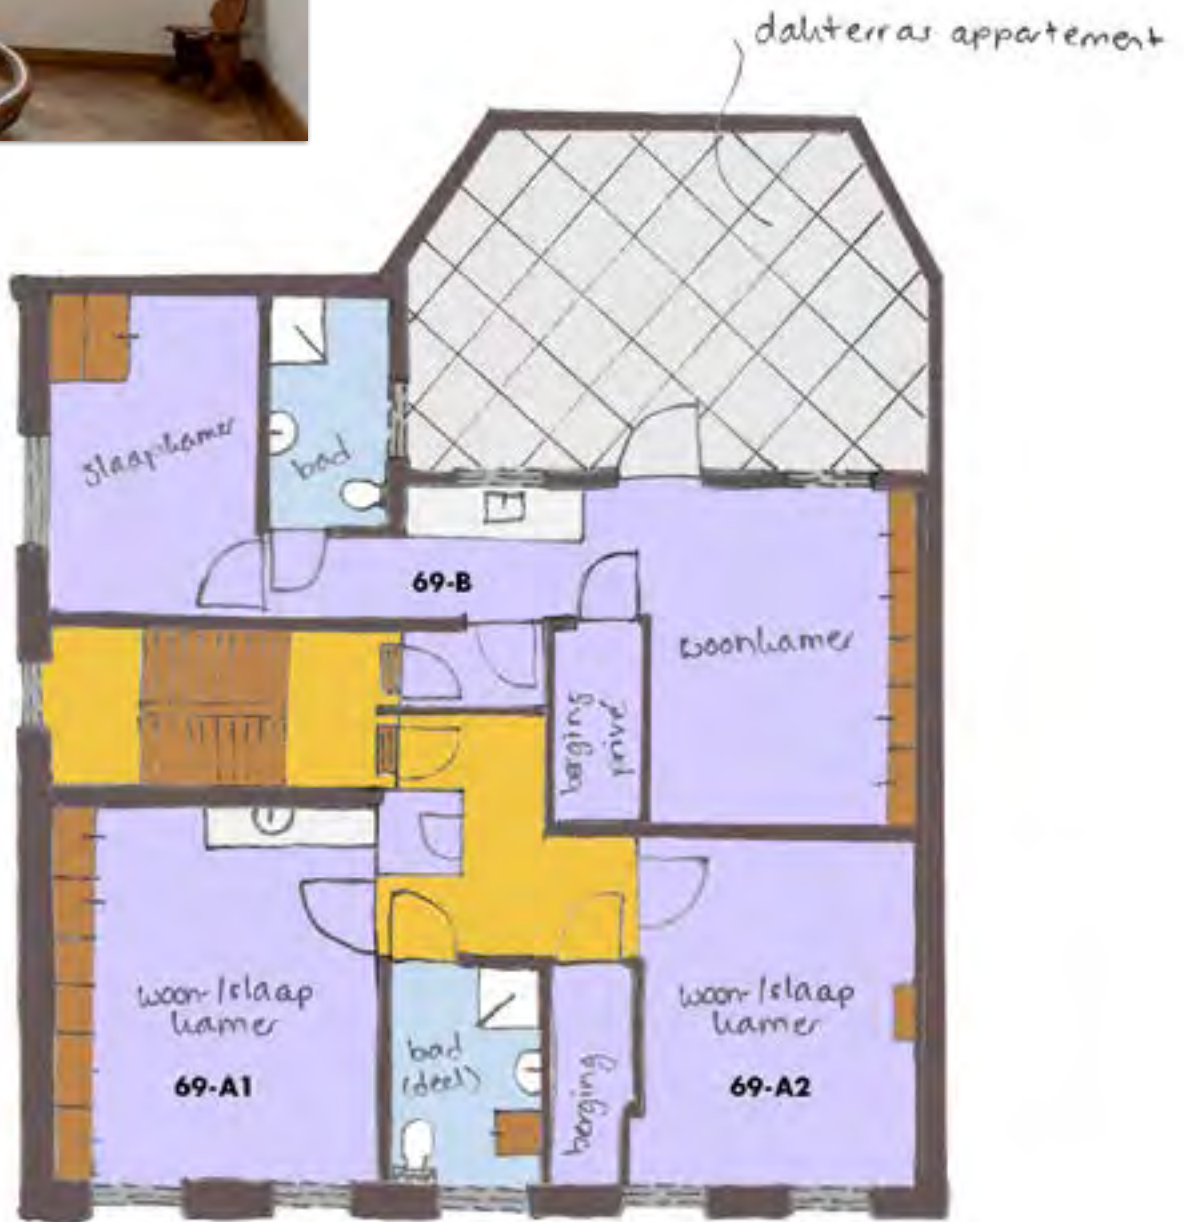 dakterras appartement
slaapkamer
bad
69-B
woonkamer
berging
privé
woon-/slaap
kamer
69-A1
bad
(deel)
berging
woon-/slaap
kamer
69-A2